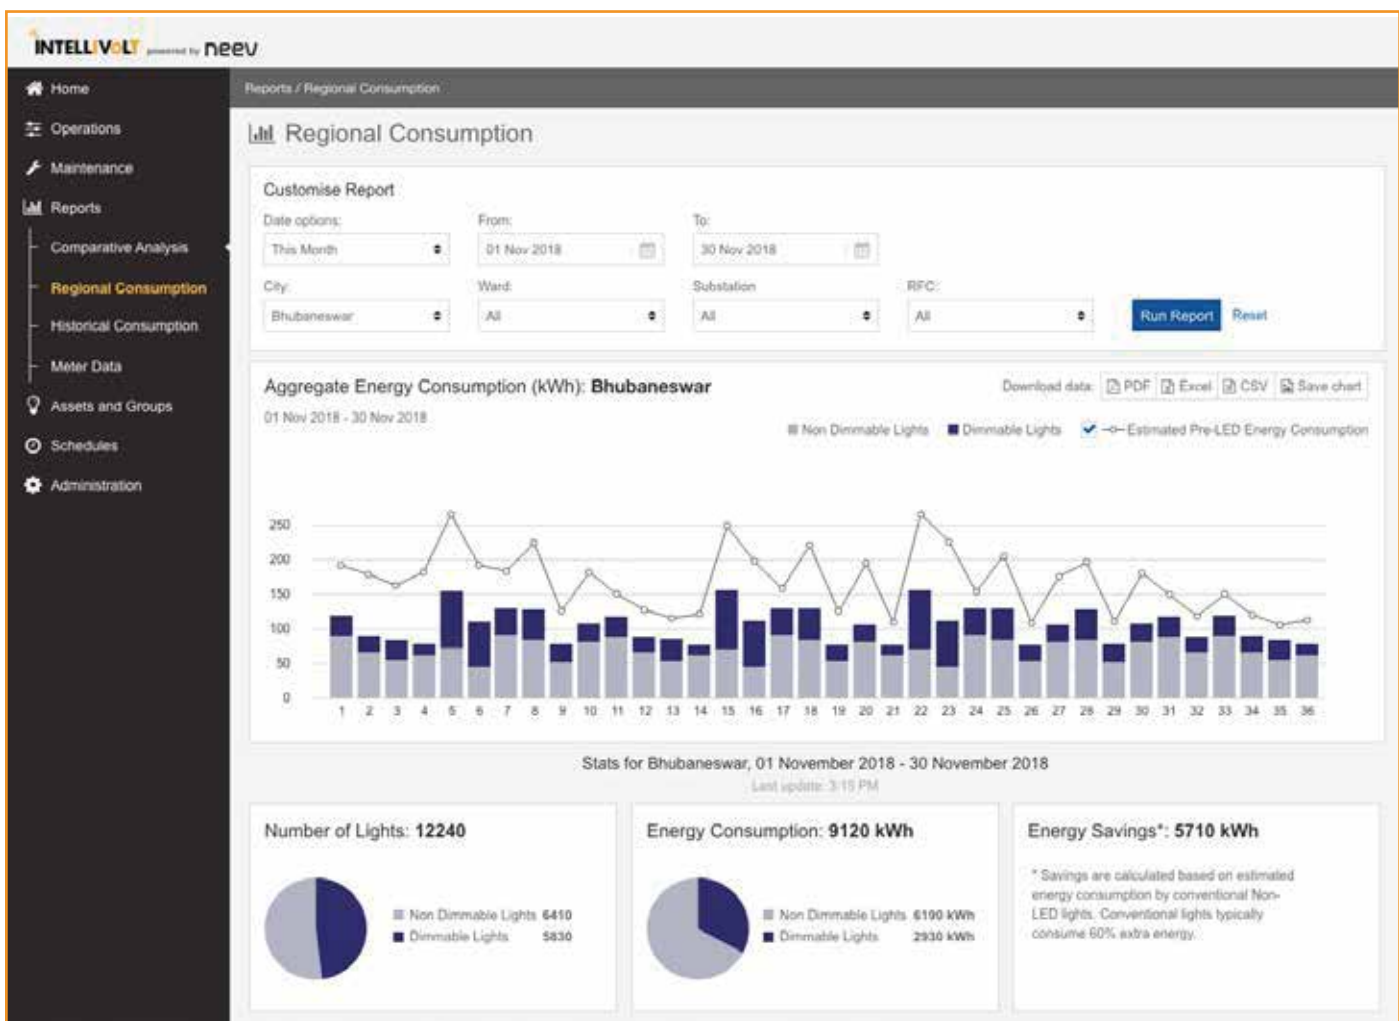 INTELLIVOLT powered by neev
Home
Operations
Maintenance
Reports
Comparative Analysis
Regional Consumption
Historical Consumption
Meter Data
Assets and Groups
Schedules
Administration
Reports / Regional Consumption
Regional Consumption
Customise Report
Date options: From: To:
This Month 01 Nov 2018 30 Nov 2018
City: Ward: Substation RFC:
Bhubaneswar All All All Run Report Reset
Aggregate Energy Consumption (kWh): Bhubaneswar
Download data: PDF Excel CSV Save chart
01 Nov 2018 - 30 Nov 2018
Non Dimmable Lights Dimmable Lights Estimated Pre-LED Energy Consumption
250
200
150
100
50
0
1 2 3 4 5 6 7 8 9 10 11 12 13 14 15 16 17 18 19 20 21 22 23 24 25 26 27 28 29 30 31 32 33 34 35 36
Stats for Bhubaneswar, 01 November 2018 - 30 November 2018
Last update: 3:15 PM
Number of Lights: 12240
Non Dimmable Lights 6410
Dimmable Lights 5830
Energy Consumption: 9120 kWh
Non Dimmable Lights 6190 kWh
Dimmable Lights 2930 kWh
Energy Savings*: 5710 kWh
* Savings are calculated based on estimated
energy consumption by conventional Non-
LED lights. Conventional lights typically
consume 60% extra energy.